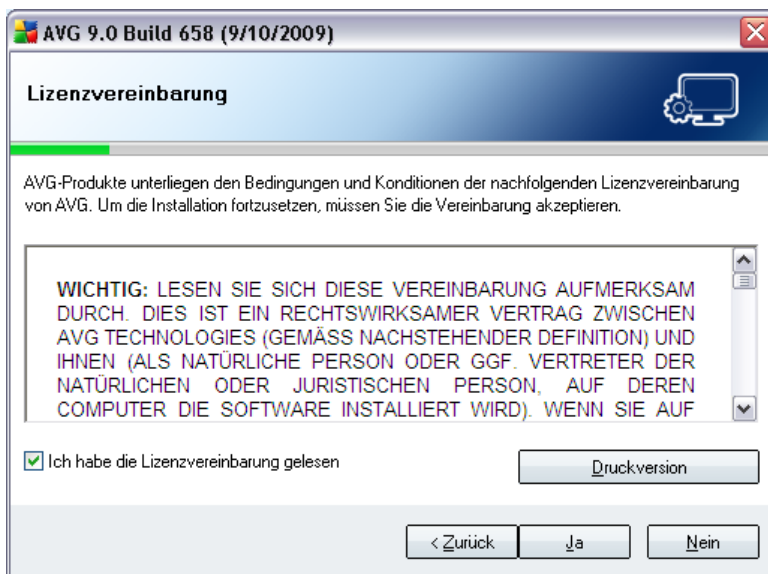 AVG 9.0 Build 658 (9/10/2009)
Lizenzvereinbarung
AVG-Produkte unterliegen den Bedingungen und Konditionen der nachfolgenden Lizenzvereinbarung
von AVG. Um die Installation fortzusetzen, müssen Sie die Vereinbarung akzeptieren.
WICHTIG: LESEN SIE SICH DIESE VEREINBARUNG AUFMERKSAM
DURCH. DIES IST EIN RECHTSWIRKSAMER VERTRAG ZWISCHEN
AVG TECHNOLOGIES (GEMÄSS NACHSTEHENDER DEFINITION) UND
IHNEN (ALS NATÜRLICHE PERSON ODER GGF. VERTRETER DER
NATÜRLICHEN ODER JURISTISCHEN PERSON, AUF DEREN
COMPUTER DIE SOFTWARE INSTALLIERT WIRD). WENN SIE AUF
Ich habe die Lizenzvereinbarung gelesen
Druckversion
< Zurück
Ja
Nein